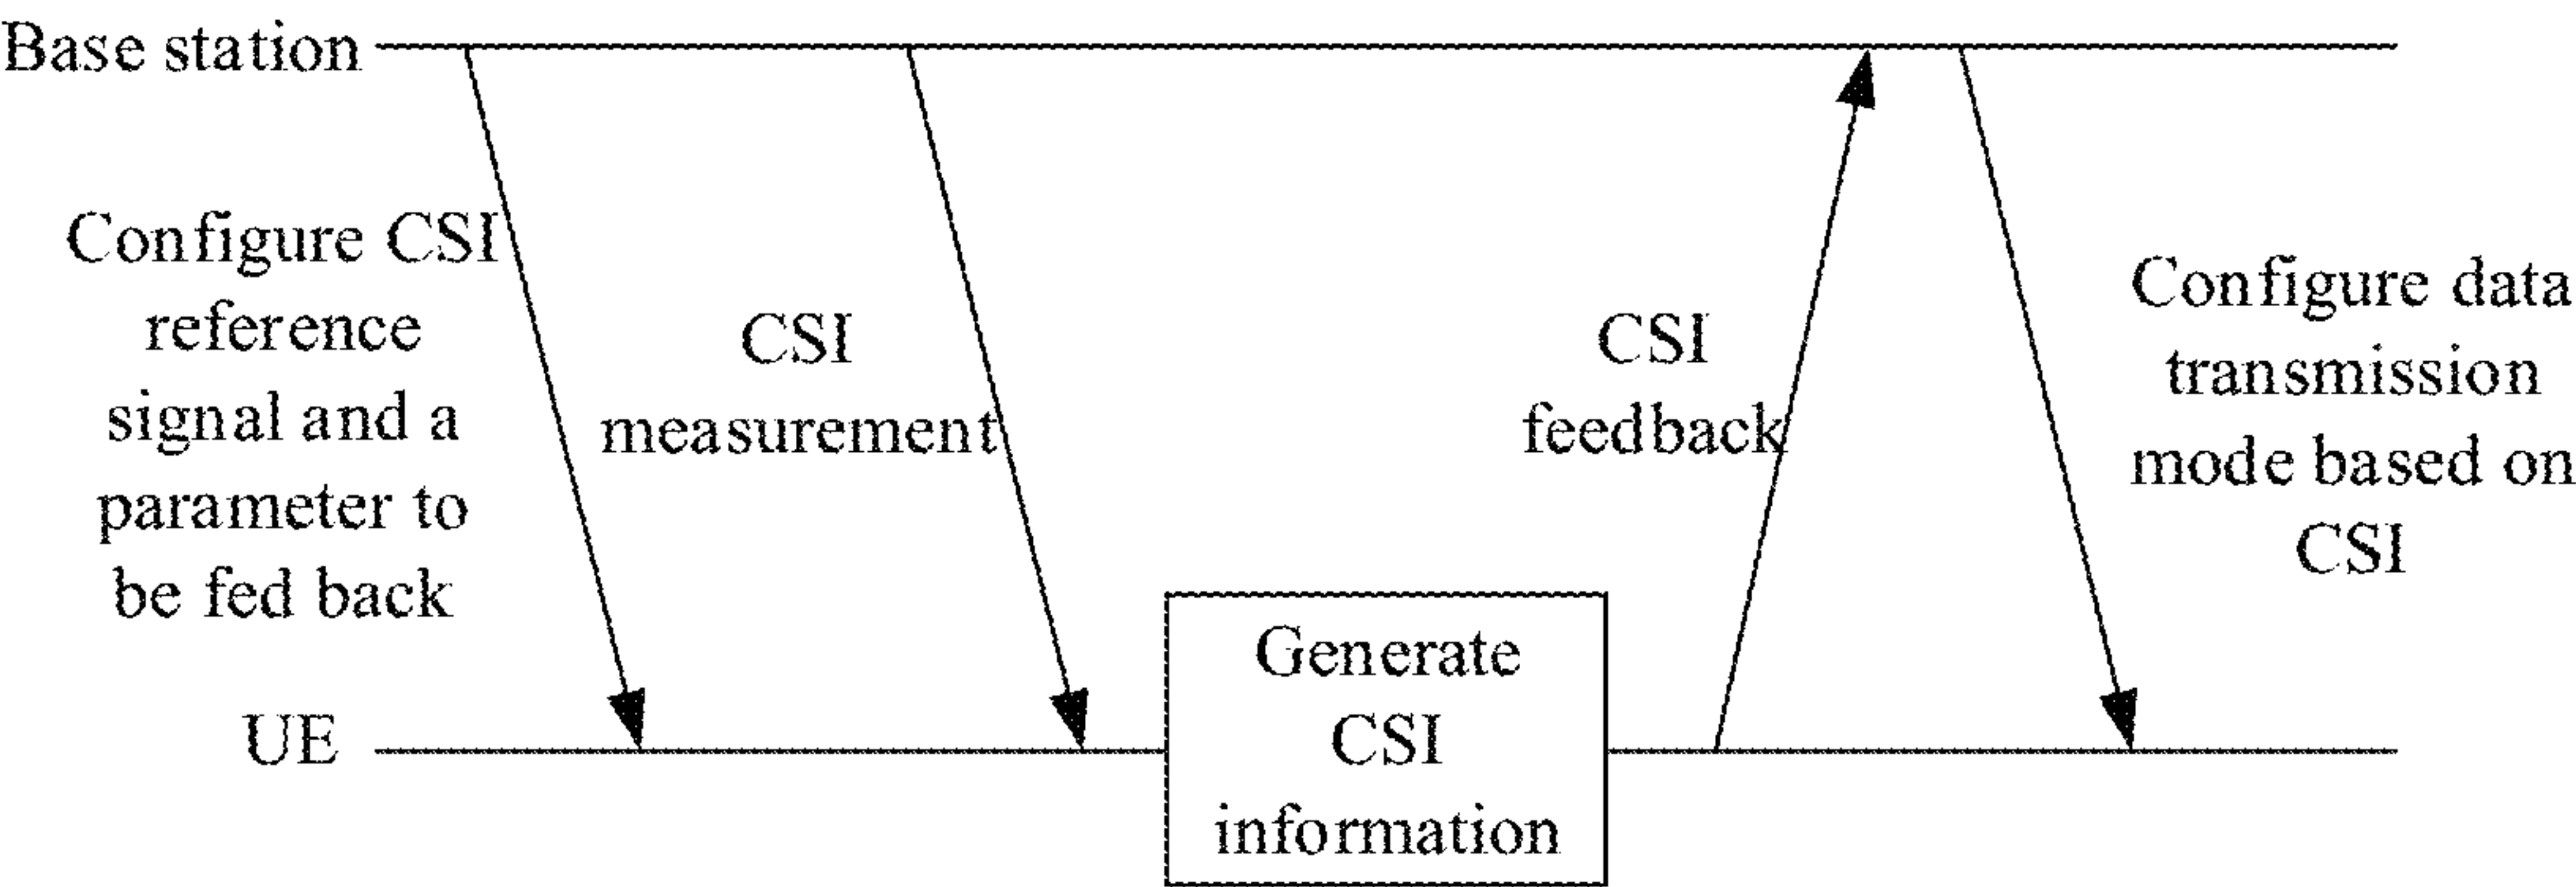 Base station
Configure CSI
reference
signal and a
parameter to
be fed back
CSI
measurement
CSI
feedback
Configure data
transmission
mode based on
CSI
UE
Generate
CSI
information